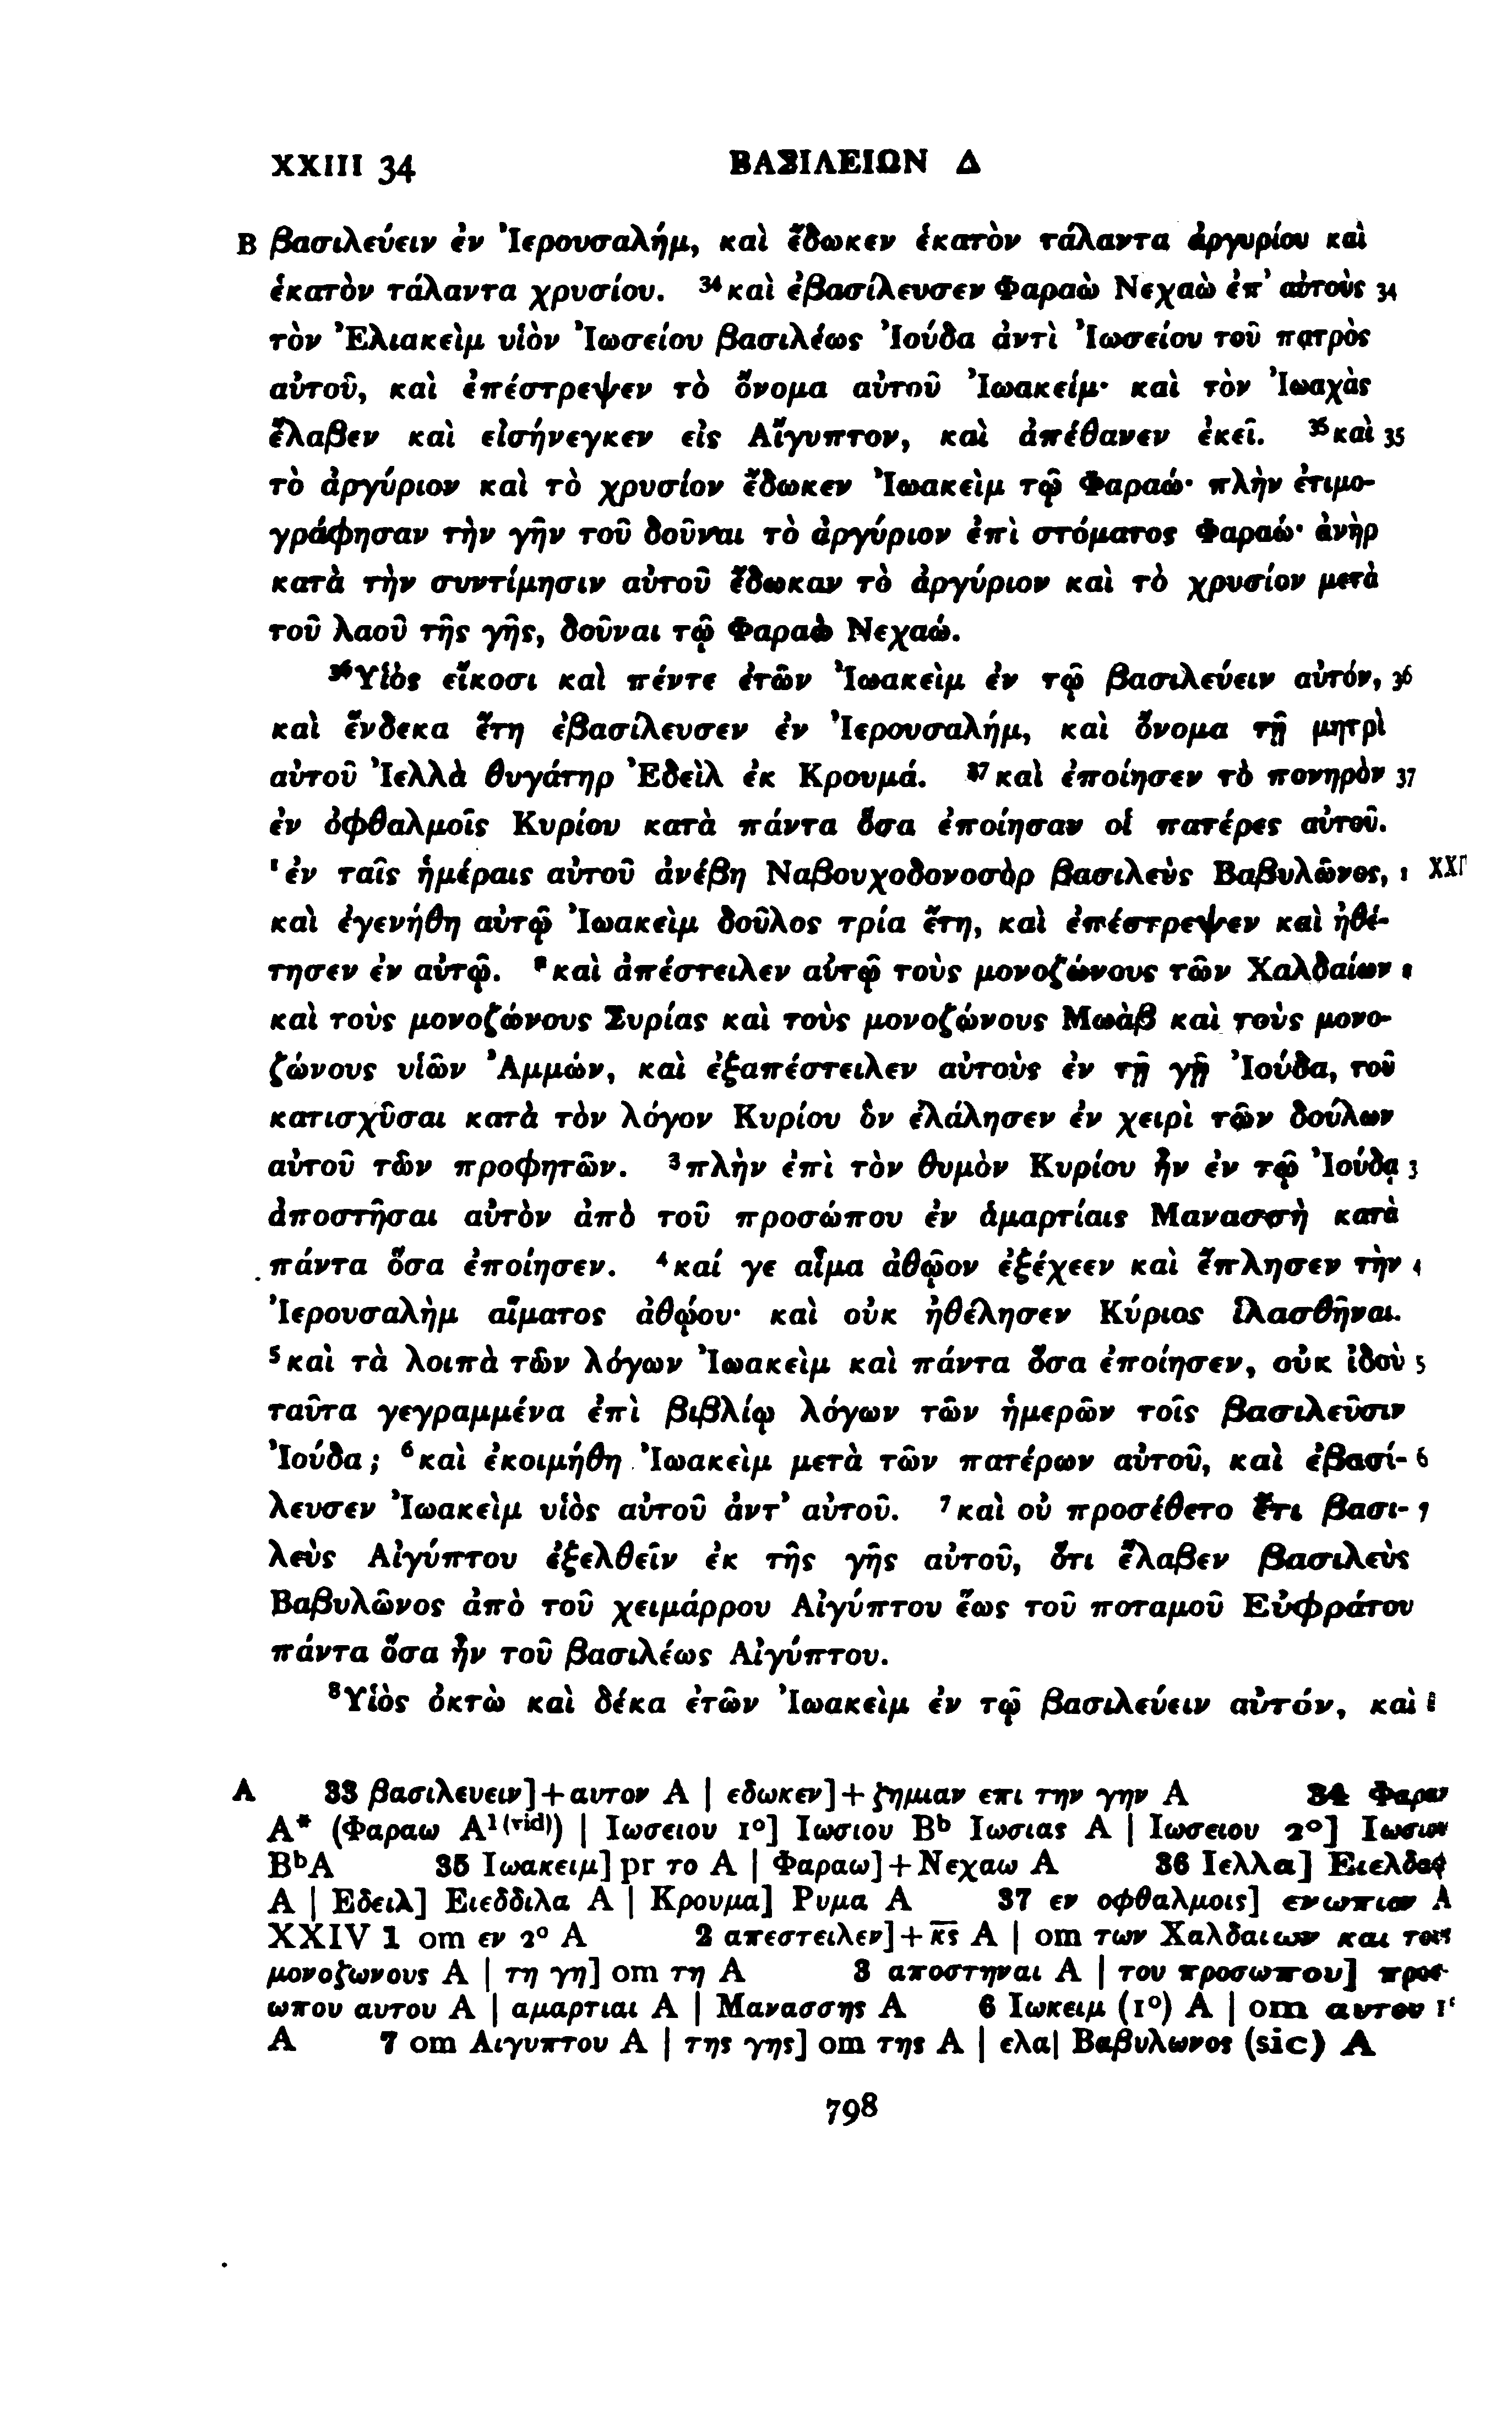 XXIII 34 ΒΑΣΙΛΕΙΩΝ Δ
B βασιλεύειν ἐν Ἰερουσαλήμ, καὶ ἔδωκεν ἑκατὸν τάλαντα ἀργυρίου καὶ
ἑκατὸν τάλαντα χρυσίου. ³⁴καὶ ἐβασίλευσεν Φαραὼ Νεχαὼ ἐπ’ αὐτοὺς 34
τὸν Ἐλιακεὶμ υἱὸν Ἰωσείου βασιλέως Ἰούδα ἀντὶ Ἰωσείου τοῦ πατρὸς
αὐτοῦ, καὶ ἐπέστρεψεν τὸ ὄνομα αὐτοῦ Ἰωακείμ· καὶ τὸν Ἰωαχὰς
ἔλαβεν καὶ εἰσήνεγκεν εἰς Αἴγυπτον, καὶ ἀπέθανεν ἐκεῖ. ³⁵καὶ 35
τὸ ἀργύριον καὶ τὸ χρυσίον ἔδωκεν Ἰωακεὶμ τῷ Φαραώ· πλὴν ἐτιμο-
γράφησαν τὴν γῆν τοῦ δοῦναι τὸ ἀργύριον ἐπὶ στόματος Φαραώ· ἀνὴρ
κατὰ τὴν συντίμησιν αὐτοῦ ἔδωκαν τὸ ἀργύριον καὶ τὸ χρυσίον μετὰ
τοῦ λαοῦ τῆς γῆς, δοῦναι τῷ Φαραὼ Νεχαώ.
³⁶Υἱὸς εἴκοσι καὶ πέντε ἐτῶν Ἰωακεὶμ ἐν τῷ βασιλεύειν αὐτόν, 36
καὶ ἕνδεκα ἔτη ἐβασίλευσεν ἐν Ἰερουσαλήμ, καὶ ὄνομα τῇ μητρὶ
αὐτοῦ Ἰελλὰ θυγάτηρ Ἐδεὶλ ἐκ Κρουμά. ³⁷καὶ ἐποίησεν τὸ πονηρὸν 37
ἐν ὀφθαλμοῖς Κυρίου κατὰ πάντα ὅσα ἐποίησαν οἱ πατέρες αὐτοῦ.
¹ἐν ταῖς ἡμέραις αὐτοῦ ἀνέβη Ναβουχοδονοσὸρ βασιλεὺς Βαβυλῶνος, 1
καὶ ἐγενήθη αὐτῷ Ἰωακεὶμ δοῦλος τρία ἔτη, καὶ ἐπέστρεψεν καὶ ἠθέ-
τησεν ἐν αὐτῷ. ²καὶ ἀπέστειλεν αὐτῷ τοὺς μονοζώνους τῶν Χαλδαίων 2
καὶ τοὺς μονοζώνους Συρίας καὶ τοὺς μονοζώνους Μωὰβ καὶ τοὺς μονο-
ζώνους υἱῶν Ἀμμών, καὶ ἐξαπέστειλεν αὐτοὺς ἐν τῇ γῇ Ἰούδα, τοῦ
κατισχῦσαι κατὰ τὸν λόγον Κυρίου ὃν ἐλάλησεν ἐν χειρὶ τῶν δούλων
αὐτοῦ τῶν προφητῶν. ³πλὴν ἐπὶ τὸν θυμὸν Κυρίου ἦν ἐν τῷ Ἰούδᾳ 3
ἀποστῆσαι αὐτὸν ἀπὸ τοῦ προσώπου ἐν ἁμαρτίαις Μανασσὴ κατὰ
πάντα ὅσα ἐποίησεν. ⁴καί γε αἷμα ἀθῷον ἐξέχεεν καὶ ἔπλησεν τὴν 4
Ἰερουσαλὴμ αἵματος ἀθῴου· καὶ οὐκ ἠθέλησεν Κύριος ἱλασθῆναι.
⁵καὶ τὰ λοιπὰ τῶν λόγων Ἰωακεὶμ καὶ πάντα ὅσα ἐποίησεν, οὐκ ἰδοὺ 5
ταῦτα γεγραμμένα ἐπὶ βιβλίῳ λόγων τῶν ἡμερῶν τοῖς βασιλεῦσιν
Ἰούδα; ⁶καὶ ἐκοιμήθη Ἰωακεὶμ μετὰ τῶν πατέρων αὐτοῦ, καὶ ἐβασί- 6
λευσεν Ἰωακεὶμ υἱὸς αὐτοῦ ἀντ’ αὐτοῦ. ⁷καὶ οὐ προσέθετο ἔτι βασι- 7
λεὺς Αἰγύπτου ἐξελθεῖν ἐκ τῆς γῆς αὐτοῦ, ὅτι ἔλαβεν βασιλεὺς
Βαβυλῶνος ἀπὸ τοῦ χειμάρρου Αἰγύπτου ἕως τοῦ ποταμοῦ Εὐφράτου
πάντα ὅσα ἦν τοῦ βασιλέως Αἰγύπτου.
⁸Υἱὸς ὀκτὼ καὶ δέκα ἐτῶν Ἰωακεὶμ ἐν τῷ βασιλεύειν αὐτόν, καὶ 8
A 33 βασιλευειν]+αυτον A | εδωκεν]+ζημιαν επι την γην A 34 Φαραν
A* (Φαραω A¹⁽ᵛⁱᵈ⁾) | Ιωσειου 1°] Ιωσιου Bᵇ Ιωσιας A | Ιωσειου 2°] Ιωσιου
BᵇA 35 Ιωακειμ] pr το A | Φαραω]+Νεχαω A 36 Ιελλα] Ειελδαφ
A | Εδειλ] Ειεδδιλα A | Κρουμα] Ρυμα A 37 εν οφθαλμοις] ενωπιον A
XXIV 1 om εν 2° A 2 απεστειλεν]+κς A | om των Χαλδαιων και τους
μονοζωνους A | τη γη] om τη A 3 αποστηναι A | του προσωπου] προσ-
ωπου αυτου A | αμαρτιαι A | Μανασσης A 6 Ιωκειμ (1°) A | om αυτου 1°
A 7 om Αιγυπτου A | της γης] om της A | ελα| Βαβυλωνος (sic) A
798